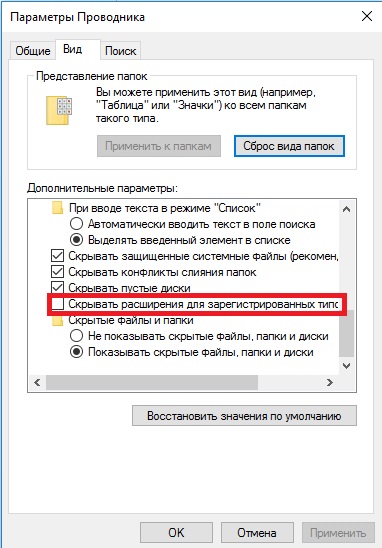 Параметры Проводника
Общие
Вид
Поиск
Представление папок
Вы можете применить этот вид (например,
"Таблица" или "Значки") ко всем папкам
такого типа.
Применить к папкам
Сброс вида папок
Дополнительные параметры:
При вводе текста в режиме "Список"
Автоматически вводить текст в поле поиска
Выделять введенный элемент в списке
Скрывать защищенные системные файлы (рекомен,
Скрывать конфликты слияния папок
Скрывать пустые диски
Скрывать расширения для зарегистрированных типо
Скрытые файлы и папки
Не показывать скрытые файлы, папки и диски
Показывать скрытые файлы, папки и диски
Восстановить значения по умолчанию
OK
Отмена
Применить